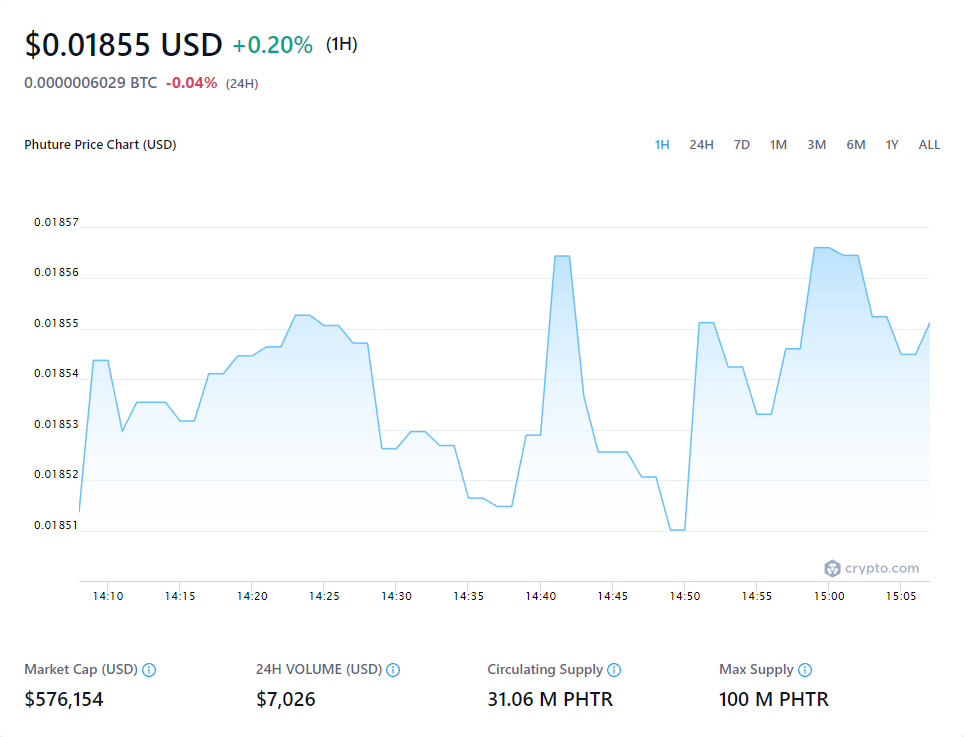 $0.01855 USD +0.20% (1H)
0.0000006029 BTC -0.04% (24H)
Phuture Price Chart (USD)
1H 24H 7D 1M 3M 6M 1Y ALL
0.01857
0.01856
0.01855
0.01854
0.01853
0.01852
0.01851
crypto.com
14:10 14:15 14:20 14:25 14:30 14:35 14:40 14:45 14:50 14:55 15:00 15:05
Market Cap (USD) 24H VOLUME (USD) Circulating Supply Max Supply
$576,154 $7,026 31.06 M PHTR 100 M PHTR